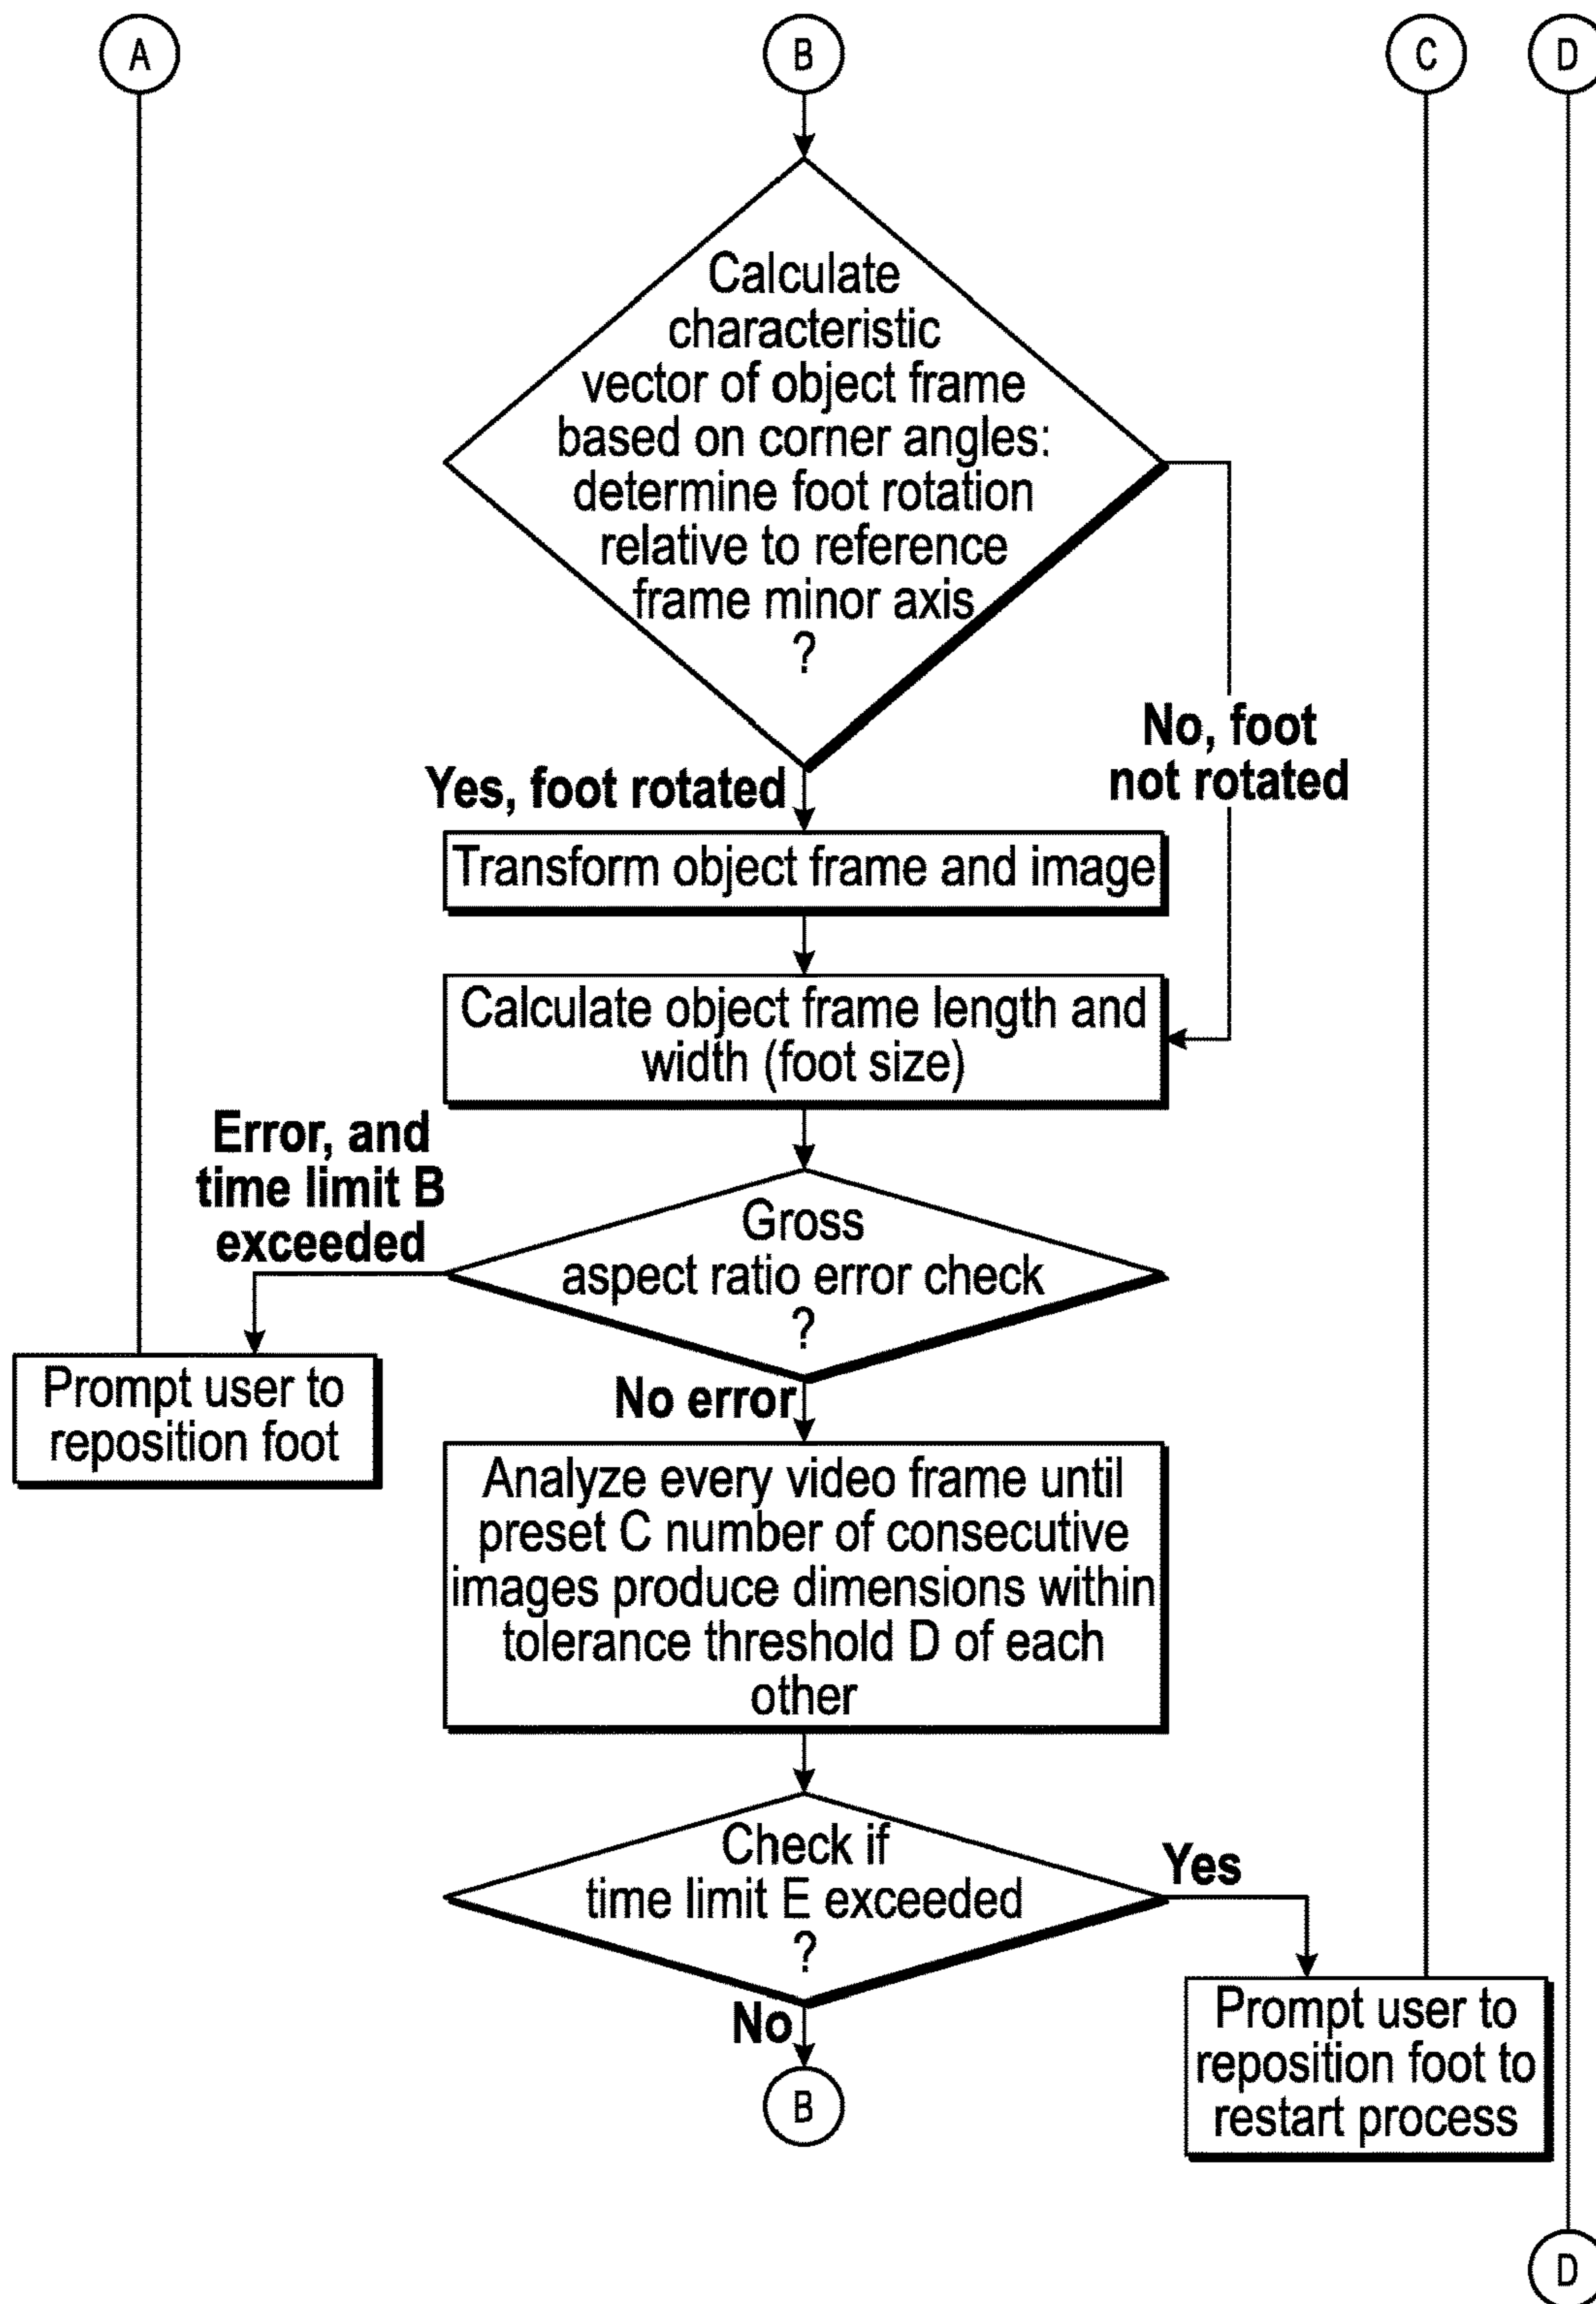 A
B
C
D
Calculate
characteristic
vector of object frame
based on corner angles:
determine foot rotation
relative to reference
frame minor axis
?
No, foot
not rotated
Yes, foot rotated
Transform object frame and image
Calculate object frame length and
width (foot size)
Error, and
time limit B
exceeded
Gross
aspect ratio error check
?
Prompt user to
reposition foot
No error
Analyze every video frame until
preset C number of consecutive
images produce dimensions within
tolerance threshold D of each
other
Check if
time limit E exceeded
?
Yes
No
Prompt user to
reposition foot to
restart process
B
D